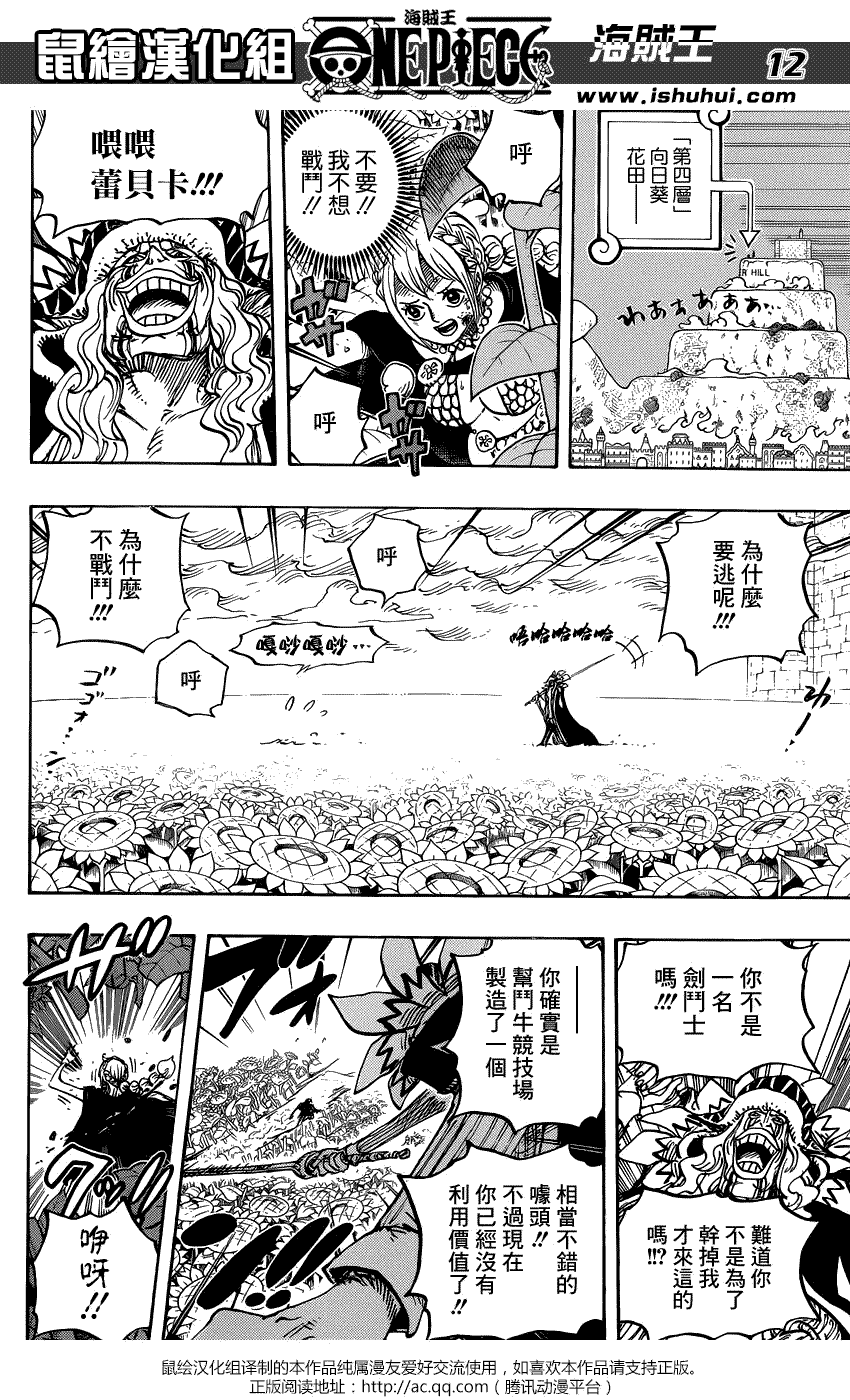 鼠繪漢化組
海賊王
ONE PIECE
海賊王
12
www.ishuhui.com
「第四層」
向日葵
花田──
R HILL
わあああああ…
呼
不要!!
我不想
戰鬥!!
ザザザ
ザザザ
呼
喂喂
蕾貝卡!!!
為什麼
要逃呢!!!
唔哈哈哈哈
呼
嘎吵嘎吵…
呼
為什麼
不戰鬥!!!
ゴゴォ
你不是
一名
劍鬥士
嗎!!!
難道你
不是為了
幹掉我
才來這的
嗎!!?
你確實是
幫鬥牛競技場
製造了一個──
相當不錯的
噱頭!!
不過現在
你已經沒有
利用價值了!!
咿呀!!
鼠绘汉化组译制的本作品纯属漫友爱好交流使用，如喜欢本作品请支持正版。
正版阅读地址：http://ac.qq.com（腾讯动漫平台）